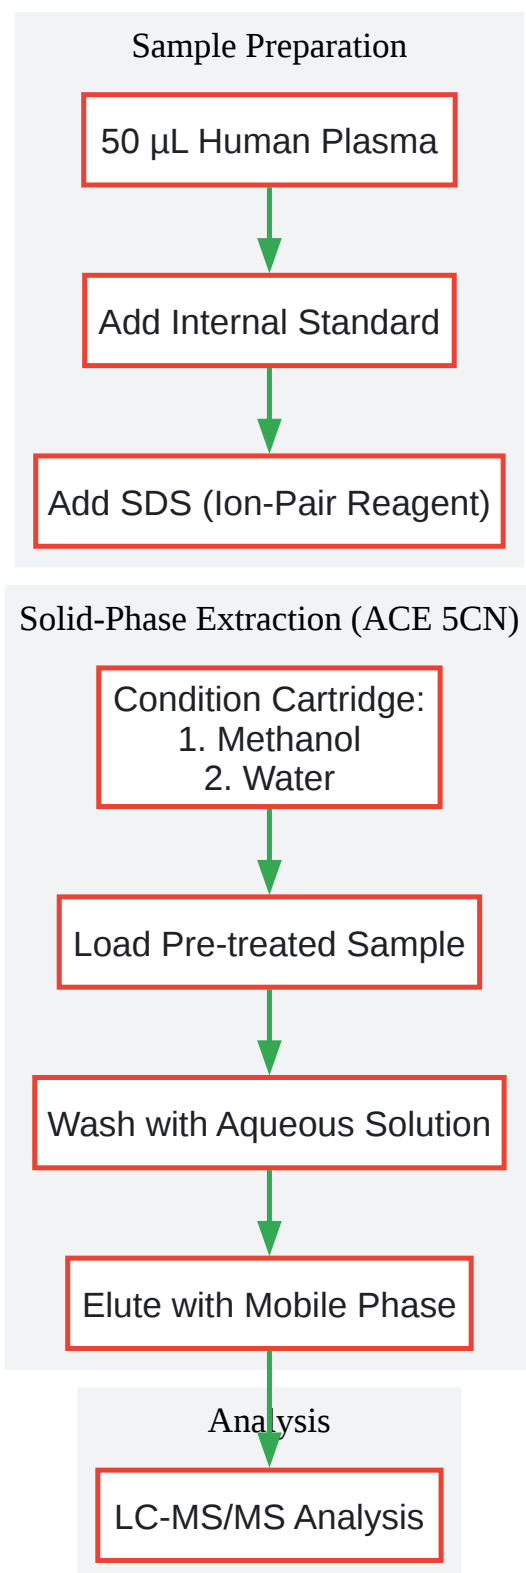 Sample Preparation
50 µL Human Plasma
Add Internal Standard
Add SDS (Ion-Pair Reagent)
Solid-Phase Extraction (ACE 5CN)
Condition Cartridge:
1. Methanol
2. Water
Load Pre-treated Sample
Wash with Aqueous Solution
Elute with Mobile Phase
Analysis
LC-MS/MS Analysis